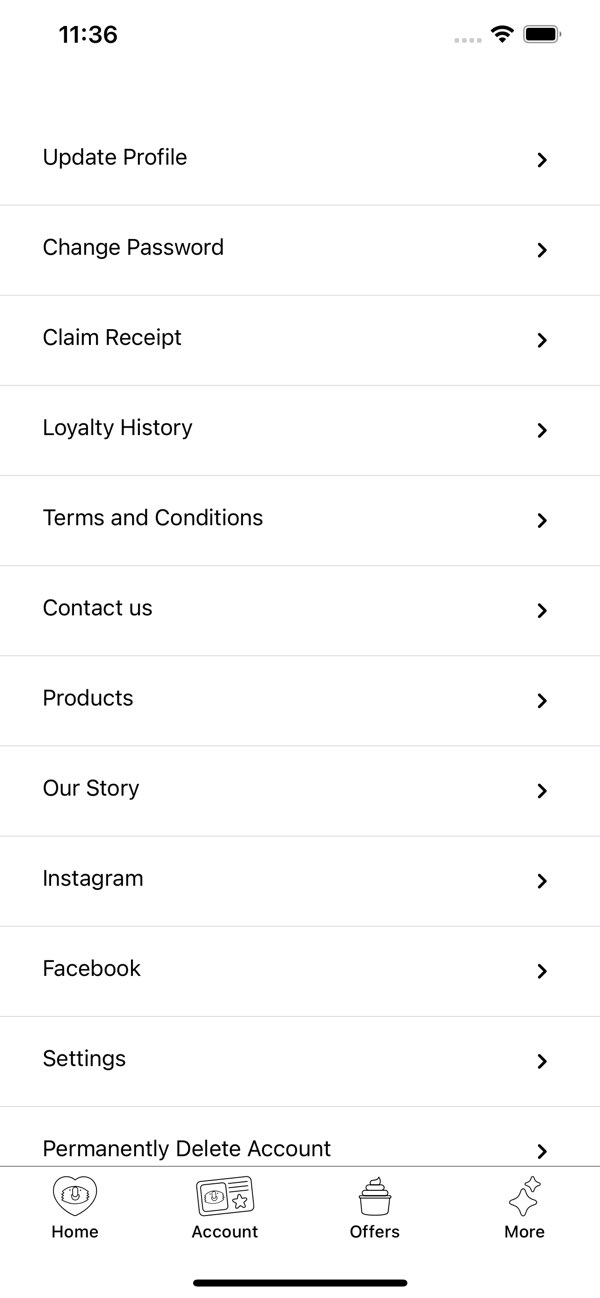 11:36
Update Profile
Change Password
Claim Receipt
Loyalty History
Terms and Conditions
Contact us
Products
Our Story
Instagram
Facebook
Settings
Permanently Delete Account
Home Account Offers More